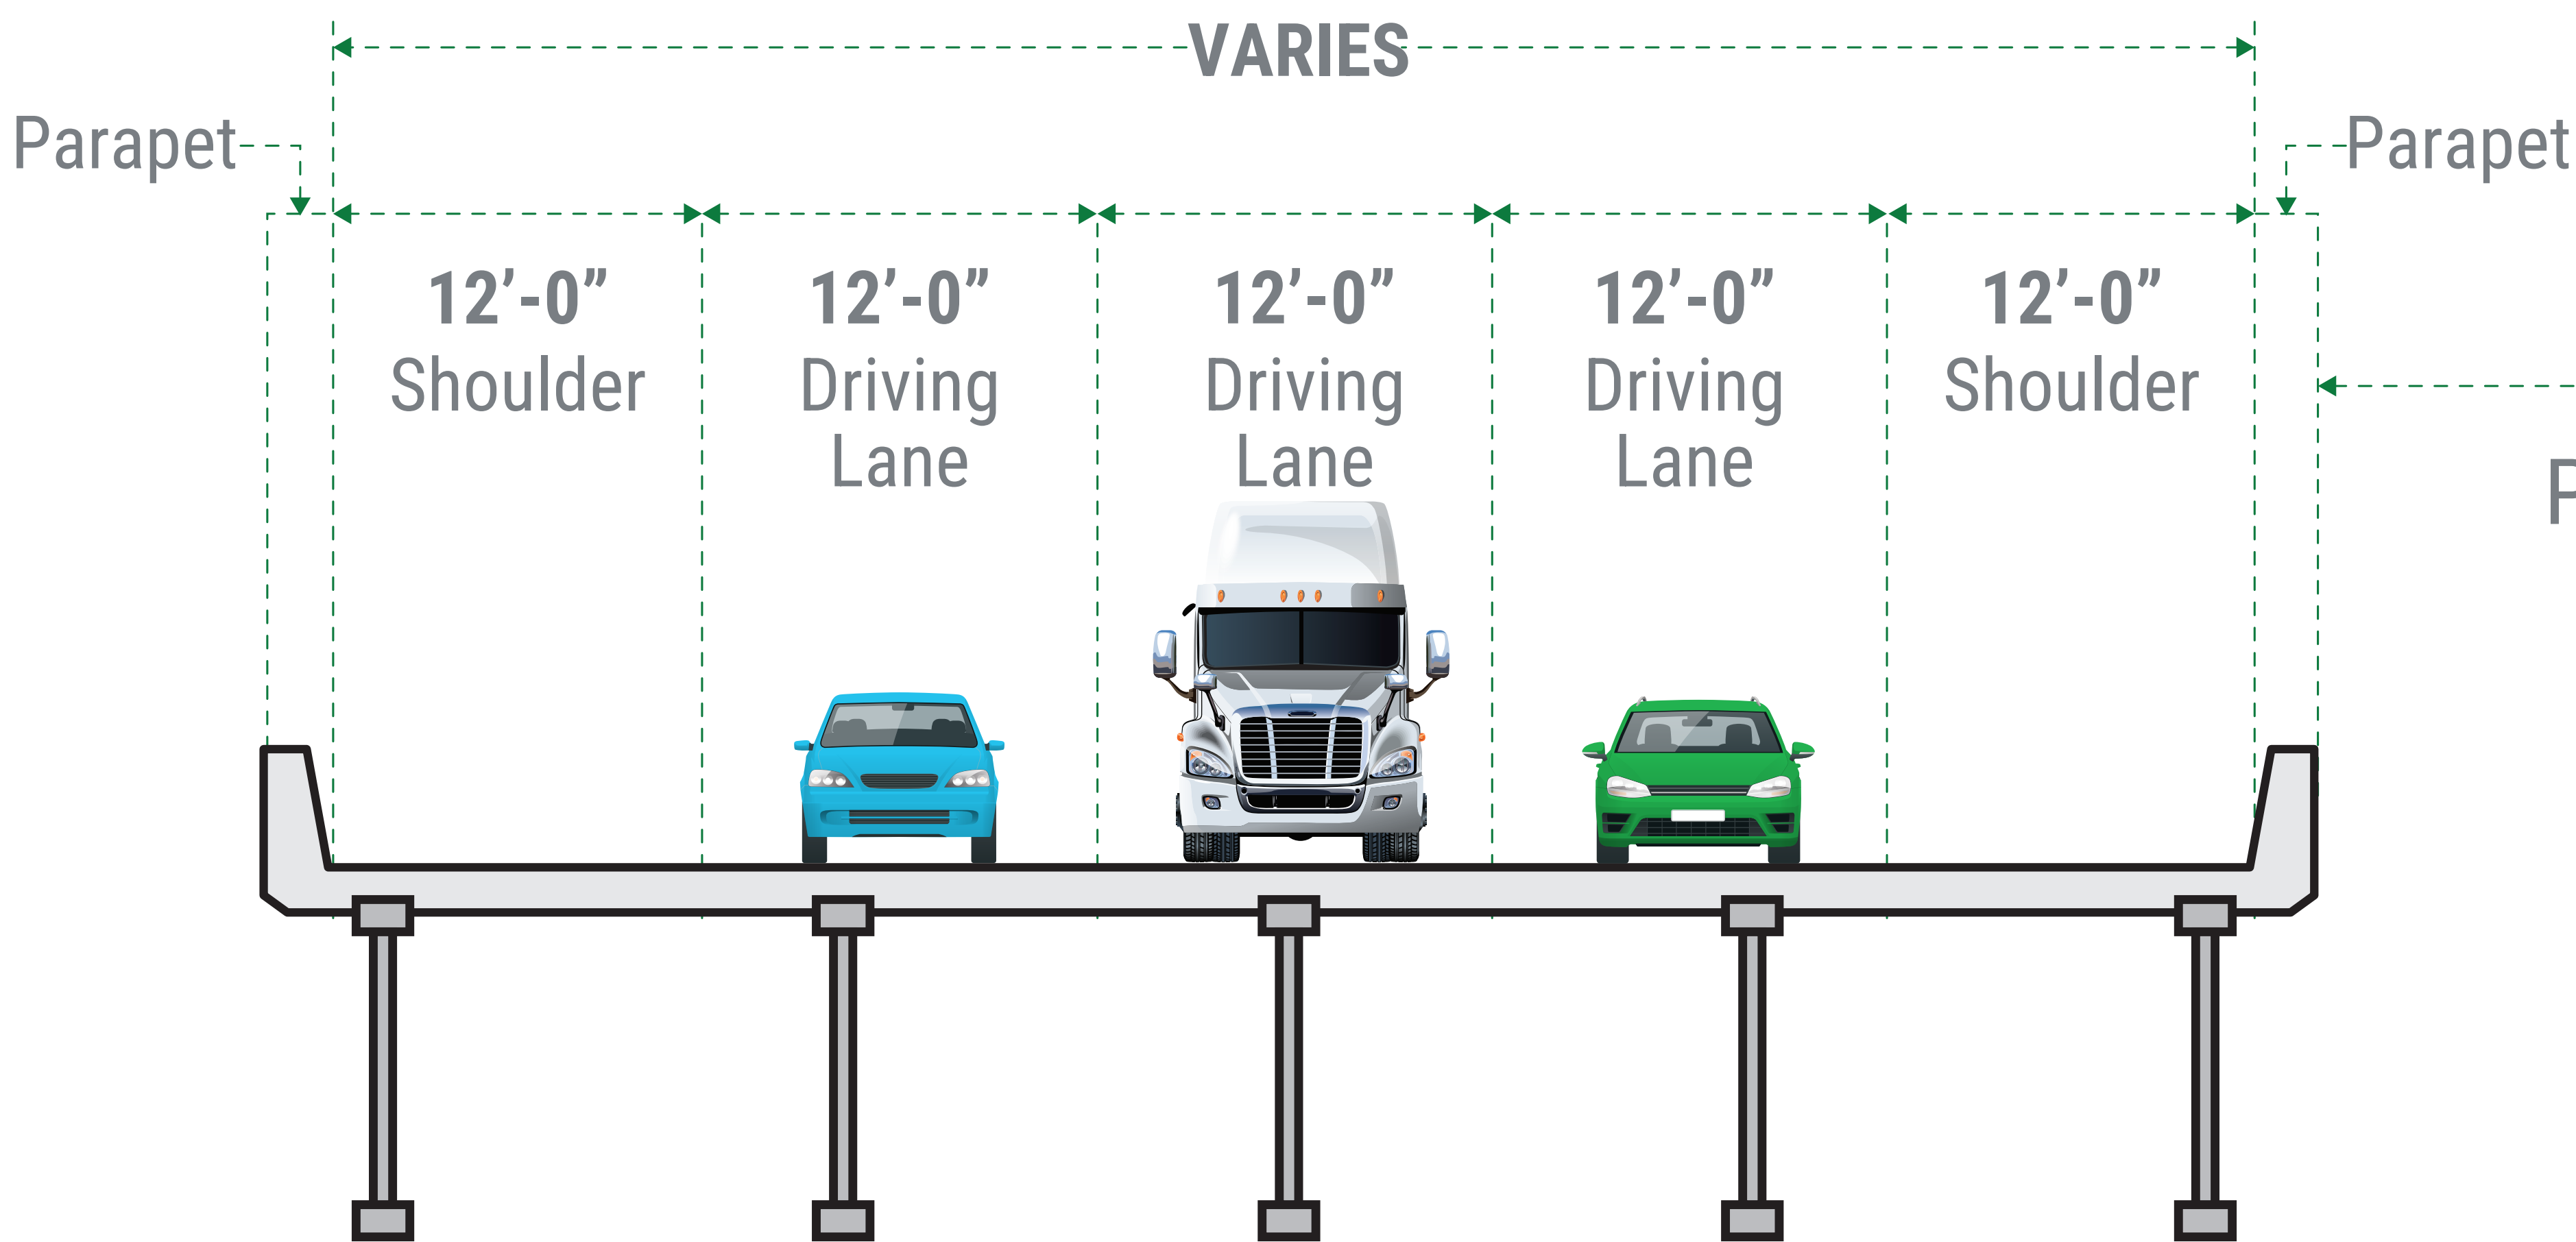 VARIES
Parapet
Parapet
12’-0”
Shoulder
12’-0”
Driving
Lane
12’-0”
Driving
Lane
12’-0”
Driving
Lane
12’-0”
Shoulder